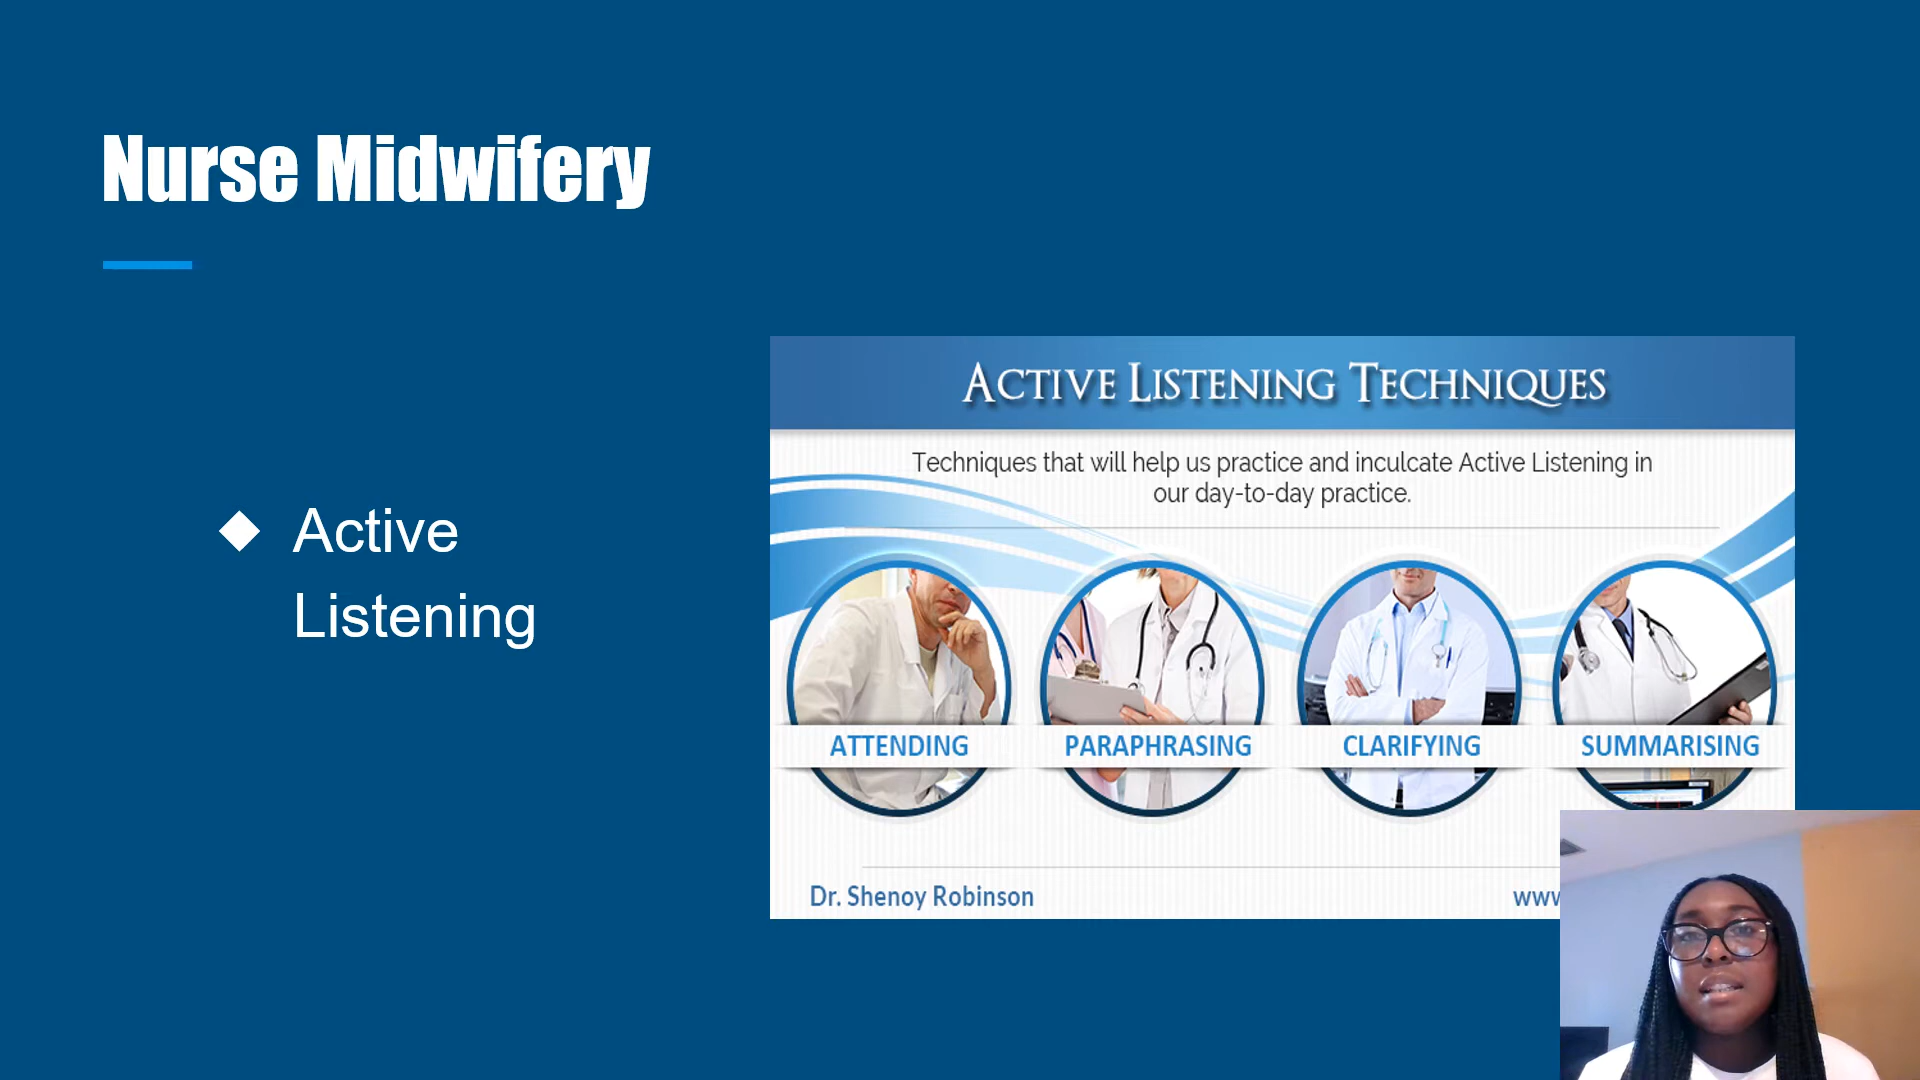 Nurse Midwifery
◆ Active
Listening
ACTIVE LISTENING TECHNIQUES
Techniques that will help us practice and inculcate Active Listening in
our day-to-day practice.
ATTENDING
PARAPHRASING
CLARIFYING
SUMMARISING
Dr. Shenoy Robinson
www